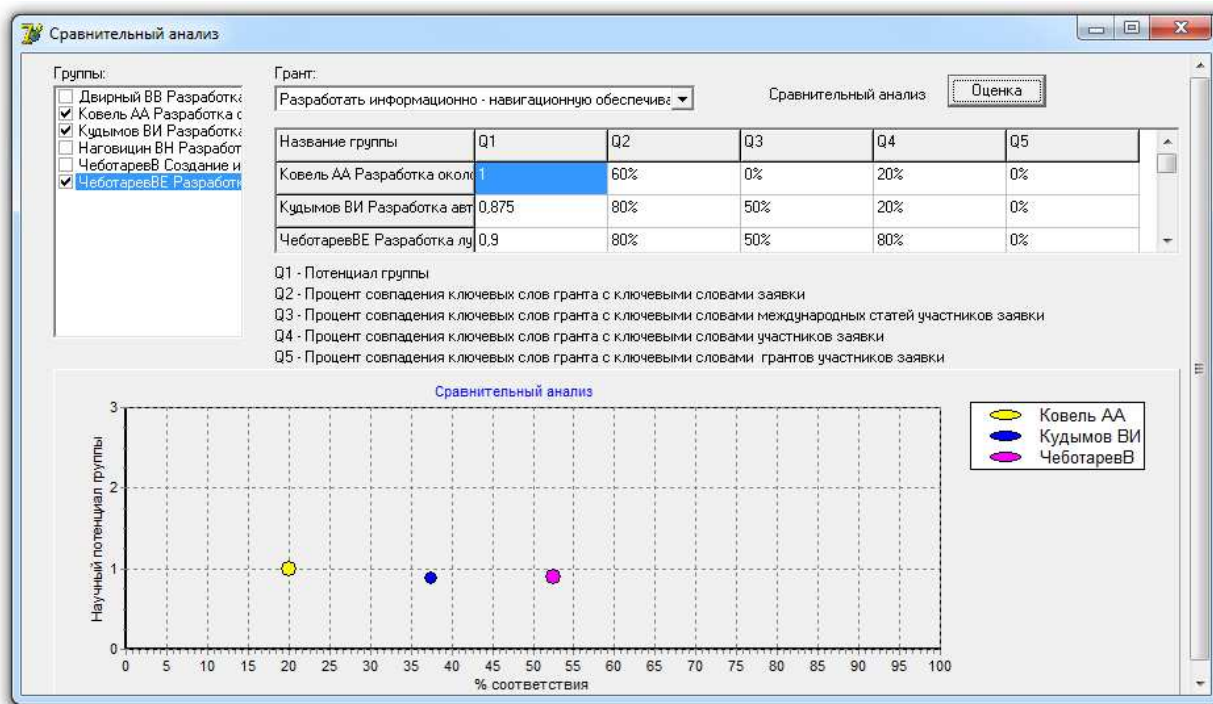 Сравнительный анализ
Группы:
Двирный ВВ Разработка
Ковель АА Разработка о
Кудымов ВИ Разработка
Наговицин ВН Разработ
ЧеботаревВ Создание и
ЧеботаревВЕ Разработк
Грант:
Разработать информационно - навигационную обеспечива
Сравнительный анализ
Оценка
Название группы Q1 Q2 Q3 Q4 Q5
Ковель АА Разработка около 1 60% 0% 20% 0%
Кудымов ВИ Разработка авт 0,875 80% 50% 20% 0%
ЧеботаревВЕ Разработка лу 0,9 80% 50% 80% 0%
Q1 - Потенциал группы
Q2 - Процент совпадения ключевых слов гранта с ключевыми словами заявки
Q3 - Процент совпадения ключевых слов гранта с ключевыми словами международных статей участников заявки
Q4 - Процент совпадения ключевых слов гранта с ключевыми словами участников заявки
Q5 - Процент совпадения ключевых слов гранта с ключевыми словами грантов участников заявки
Сравнительный анализ
Научный потенциал группы
3
2
1
0
0 5 10 15 20 25 30 35 40 45 50 55 60 65 70 75 80 85 90 95 100
% соответствия
Ковель АА
Кудымов ВИ
ЧеботаревВ